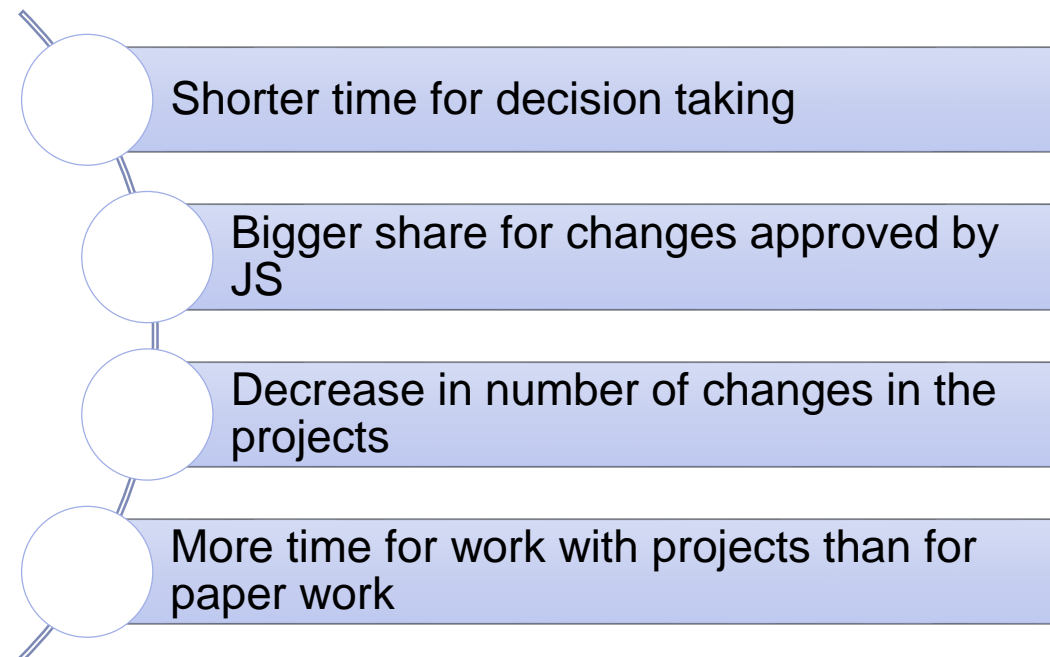 Shorter time for decision taking
Bigger share for changes approved by
JS
Decrease in number of changes in the
projects
More time for work with projects than for
paper work